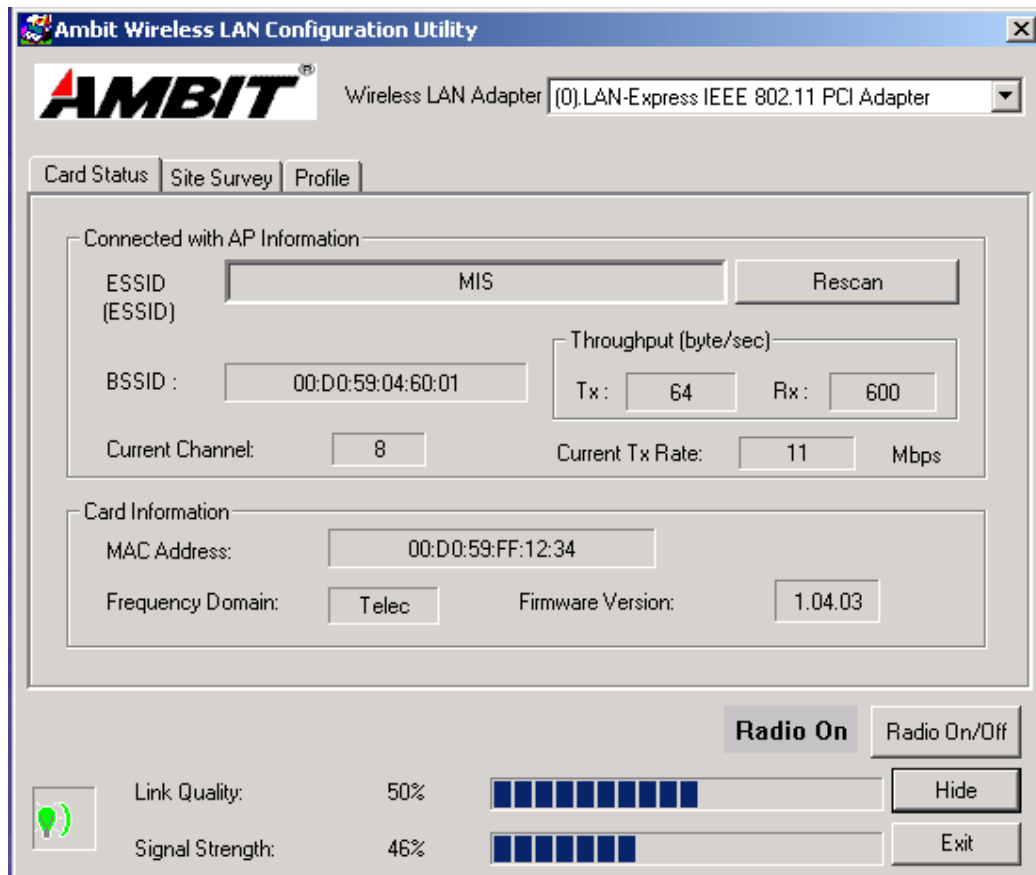 Ambit Wireless LAN Configuration Utility
AMBIT®
Wireless LAN Adapter (0).LAN-Express IEEE 802.11 PCI Adapter
Card Status Site Survey Profile
Connected with AP Information
ESSID MIS Rescan
(ESSID)
Throughput (byte/sec)
BSSID : 00:D0:59:04:60:01 Tx : 64 Rx : 600
Current Channel: 8 Current Tx Rate: 11 Mbps
Card Information
MAC Address: 00:D0:59:FF:12:34
Frequency Domain: Telec Firmware Version: 1.04.03
Radio On Radio On/Off
Link Quality: 50% Hide
Signal Strength: 46% Exit